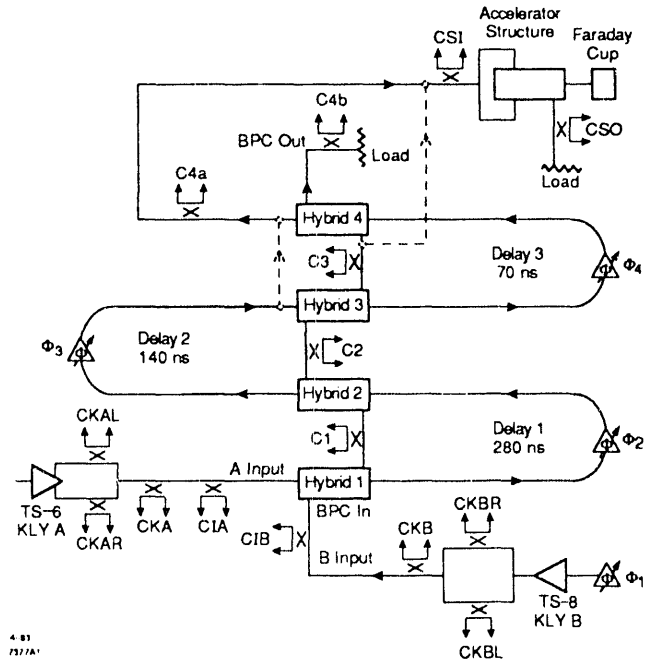 Accelerator
Structure
Faraday
Cup
CSI
C4b
BPC Out
Load
CSO
Load
C4a
Hybrid 4
C3
Delay 3
70 ns
Φ4
Hybrid 3
Φ3
Delay 2
140 ns
C2
Hybrid 2
CKAL
C1
Delay 1
280 ns
Φ2
A Input
Hybrid 1
BPC In
TS-6
KLY A
CKAR
CKA
CIA
CIB
CKB
CKBR
B Input
Φ1
TS-8
KLY B
CKBL
7377A1